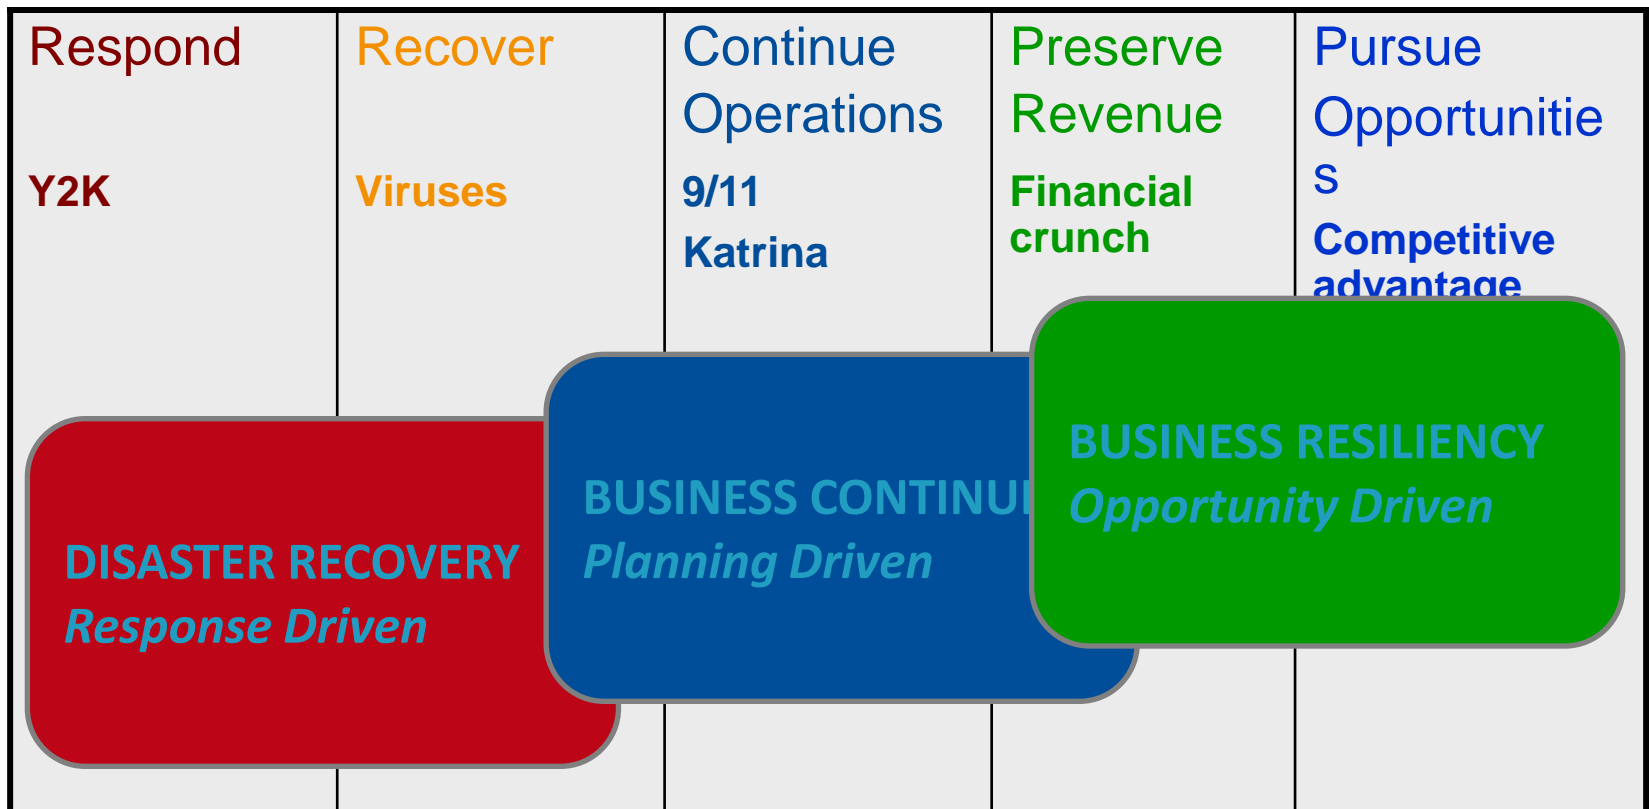 Respond
Y2K
Recover
Viruses
Continue
Operations
9/11
Katrina
Preserve
Revenue
Financial
crunch
Pursue
Opportunitie
s
Competitive
advantage
DISASTER RECOVERY
Response Driven
BUSINESS CONTINU
Planning Driven
BUSINESS RESILIENCY
Opportunity Driven